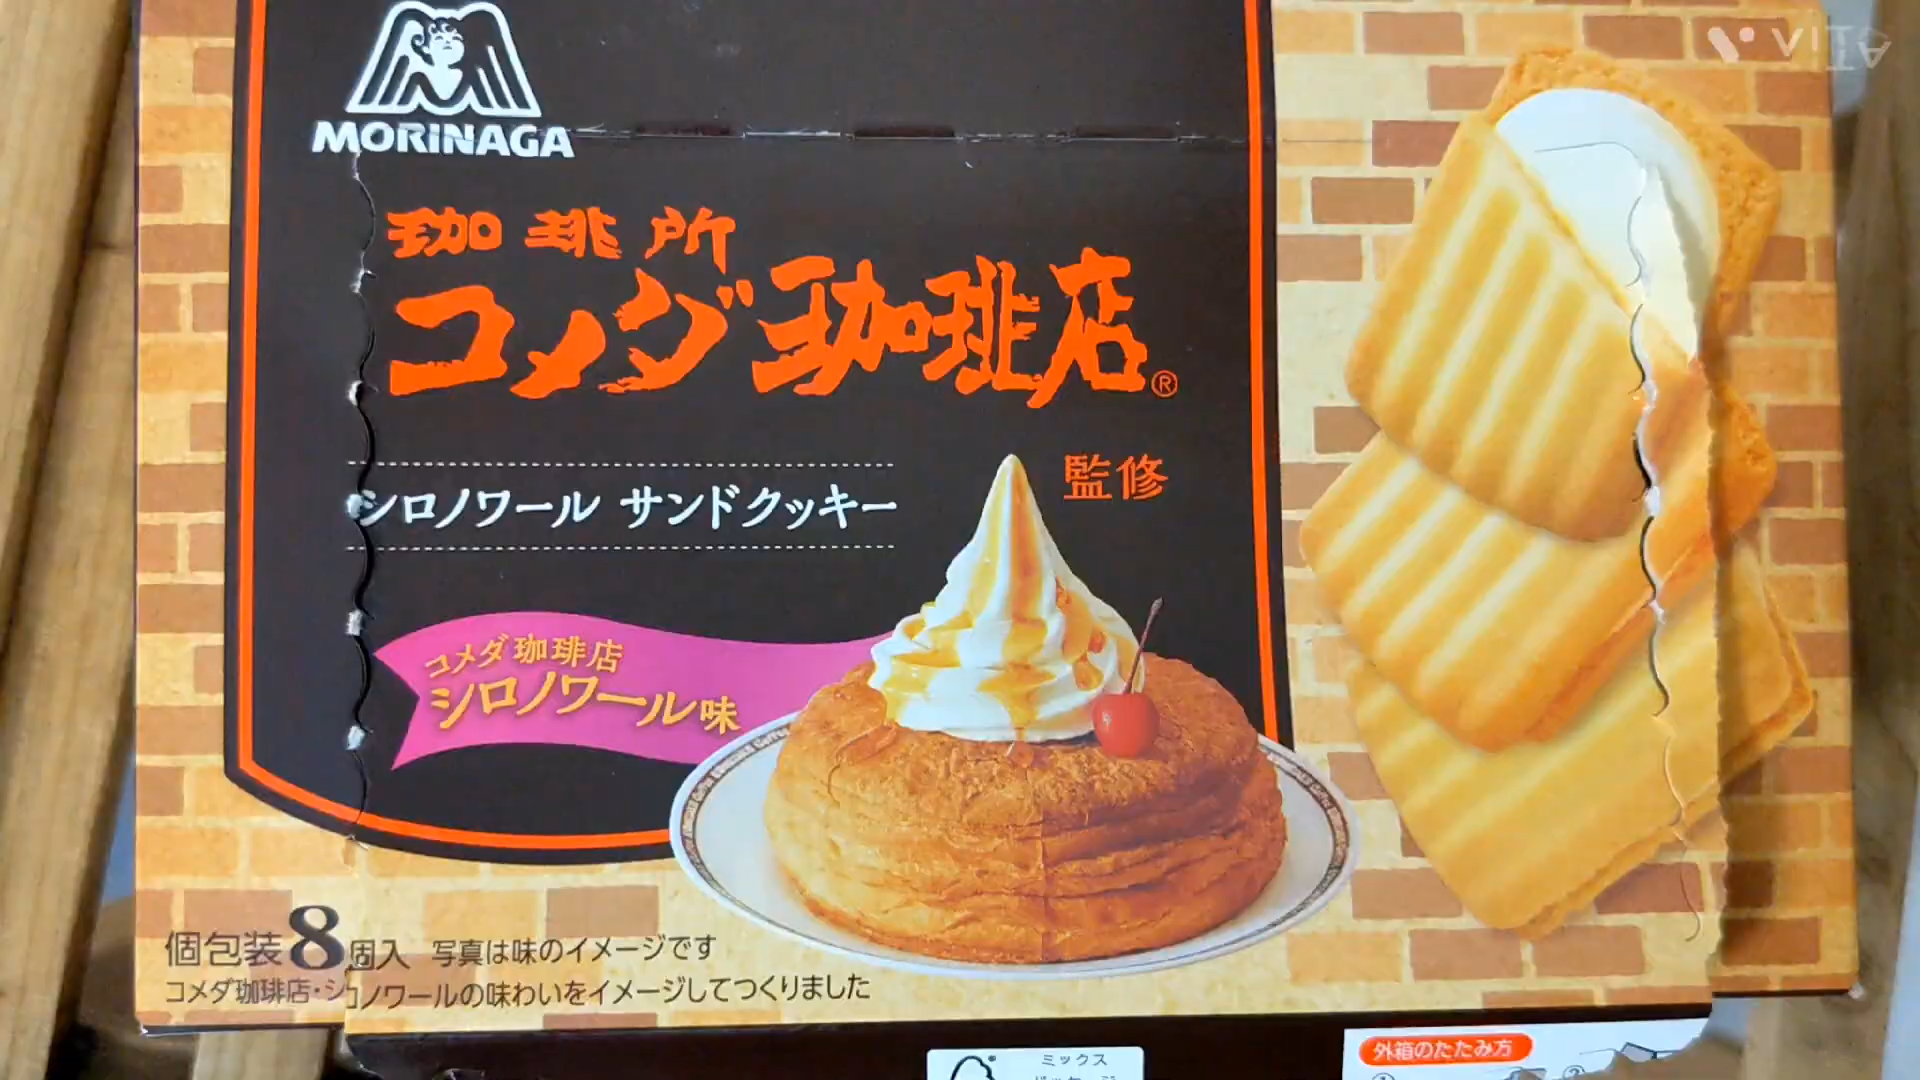 MORINAGA
珈琲所
コメダ珈琲店®
監修
シロノワール サンドクッキー
コメダ珈琲店
シロノワール味
個包装8個入 写真は味のイメージです
コメダ珈琲店・シロノワールの味わいをイメージしてつくりました
ミックス
外箱のたたみ方